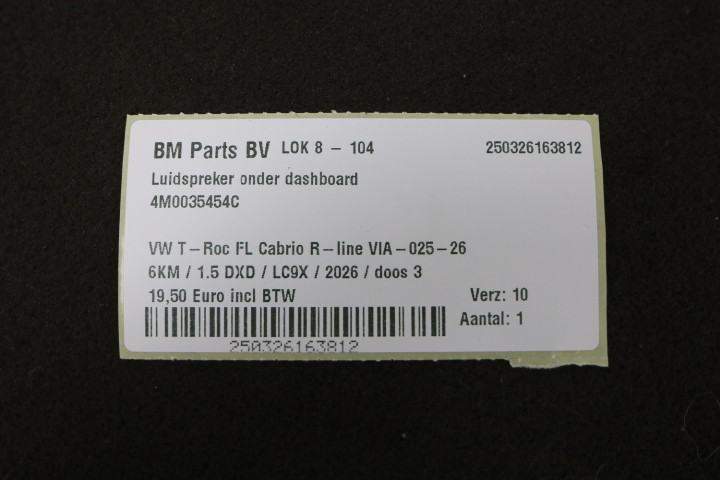 BM Parts BV LOK 8 - 104 250326163812
Luidspreker onder dashboard
4M0035454C
VW T-Roc FL Cabrio R-line VIA-025-26
6KM / 1.5 DXD / LC9X / 2026 / doos 3
19,50 Euro incl BTW Verz: 10
Aantal: 1
250326163812